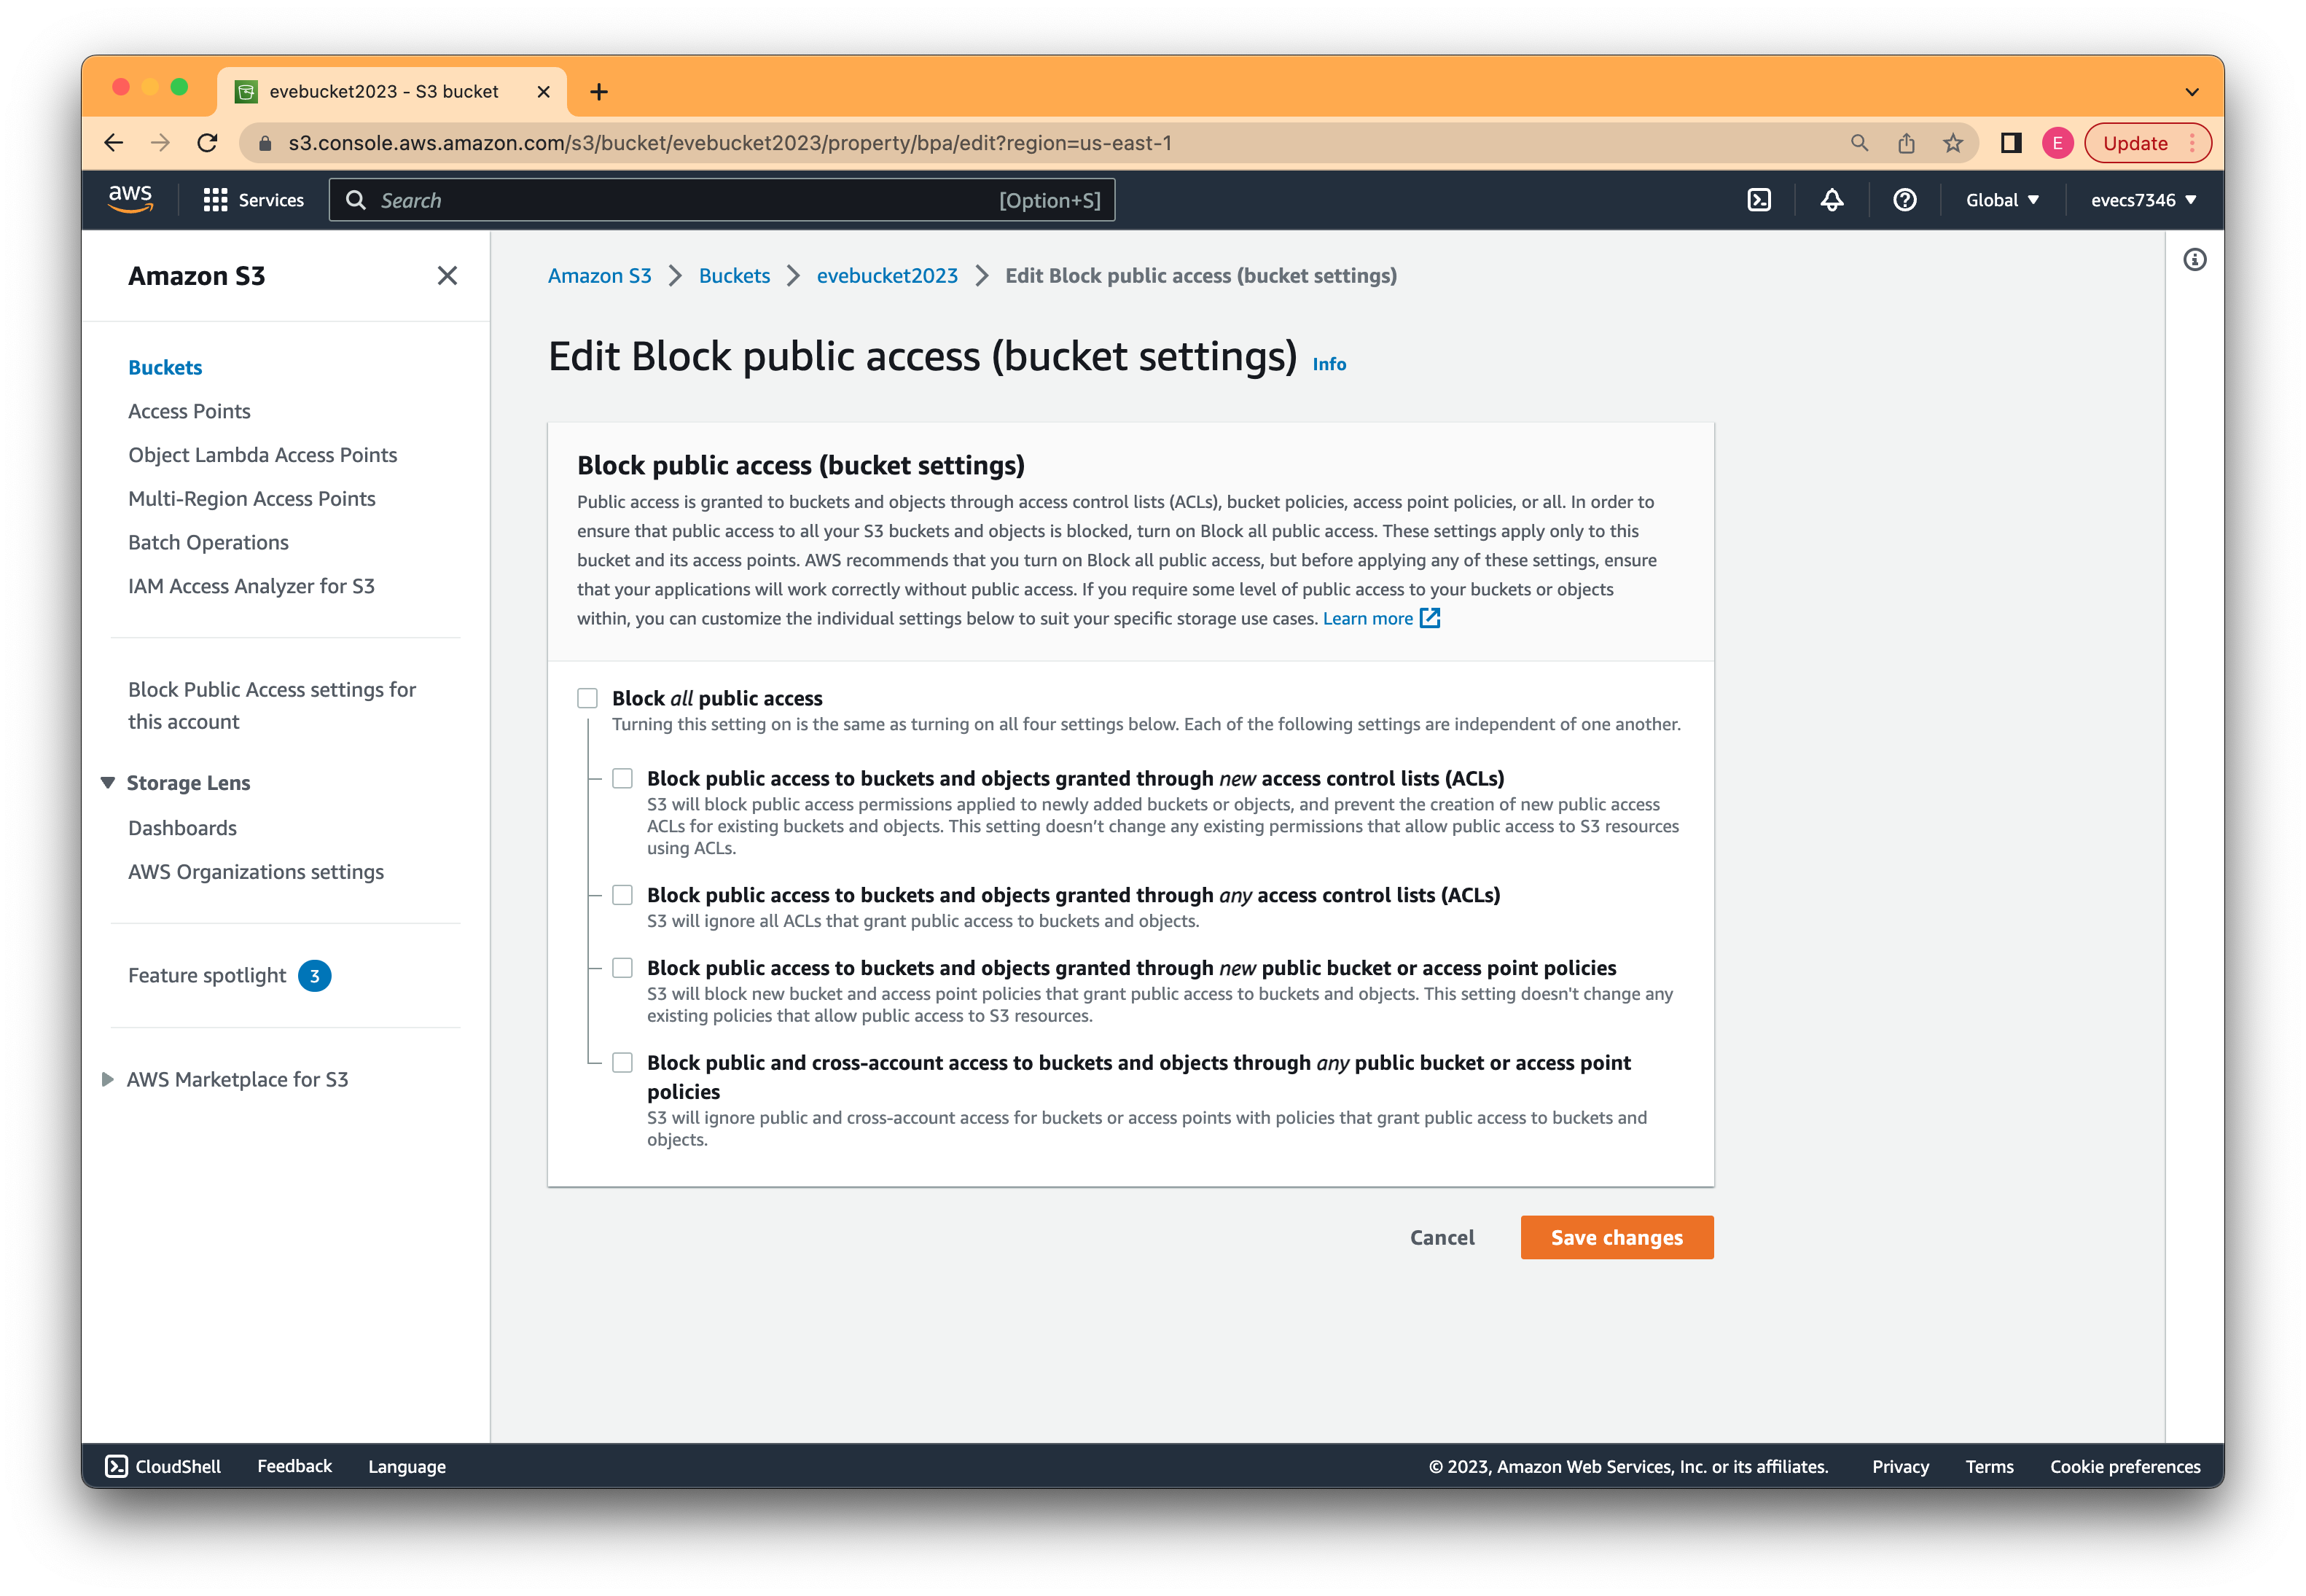 evebucket2023 - S3 bucket
s3.console.aws.amazon.com/s3/bucket/evebucket2023/property/bpa/edit?region=us-east-1
E
Update
aws
Services
Search
[Option+S]
Global
evecs7346
Amazon S3
Buckets
Access Points
Object Lambda Access Points
Multi-Region Access Points
Batch Operations
IAM Access Analyzer for S3
Block Public Access settings for
this account
Storage Lens
Dashboards
AWS Organizations settings
Feature spotlight 3
AWS Marketplace for S3
Amazon S3 > Buckets > evebucket2023 > Edit Block public access (bucket settings)
Edit Block public access (bucket settings) Info
Block public access (bucket settings)
Public access is granted to buckets and objects through access control lists (ACLs), bucket policies, access point policies, or all. In order to
ensure that public access to all your S3 buckets and objects is blocked, turn on Block all public access. These settings apply only to this
bucket and its access points. AWS recommends that you turn on Block all public access, but before applying any of these settings, ensure
that your applications will work correctly without public access. If you require some level of public access to your buckets or objects
within, you can customize the individual settings below to suit your specific storage use cases. Learn more
Block all public access
Turning this setting on is the same as turning on all four settings below. Each of the following settings are independent of one another.
Block public access to buckets and objects granted through new access control lists (ACLs)
S3 will block public access permissions applied to newly added buckets or objects, and prevent the creation of new public access
ACLs for existing buckets and objects. This setting doesn’t change any existing permissions that allow public access to S3 resources
using ACLs.
Block public access to buckets and objects granted through any access control lists (ACLs)
S3 will ignore all ACLs that grant public access to buckets and objects.
Block public access to buckets and objects granted through new public bucket or access point policies
S3 will block new bucket and access point policies that grant public access to buckets and objects. This setting doesn't change any
existing policies that allow public access to S3 resources.
Block public and cross-account access to buckets and objects through any public bucket or access point
policies
S3 will ignore public and cross-account access for buckets or access points with policies that grant public access to buckets and
objects.
Cancel
Save changes
CloudShell
Feedback
Language
© 2023, Amazon Web Services, Inc. or its affiliates.
Privacy
Terms
Cookie preferences